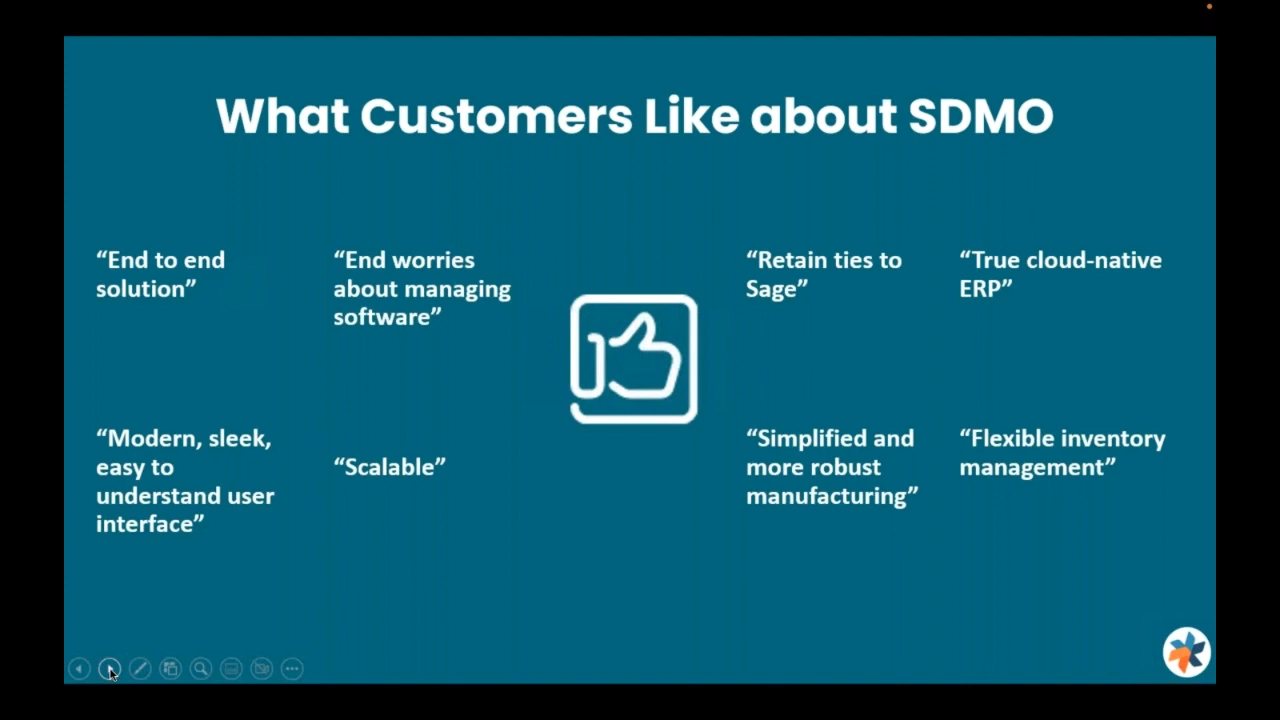 What Customers Like about SDMO
“End to end
solution”
“End worries
about managing
software”
“Retain ties to
Sage”
“True cloud-native
ERP”
“Modern, sleek,
easy to
understand user
interface”
“Scalable”
“Simplified and
more robust
manufacturing”
“Flexible inventory
management”